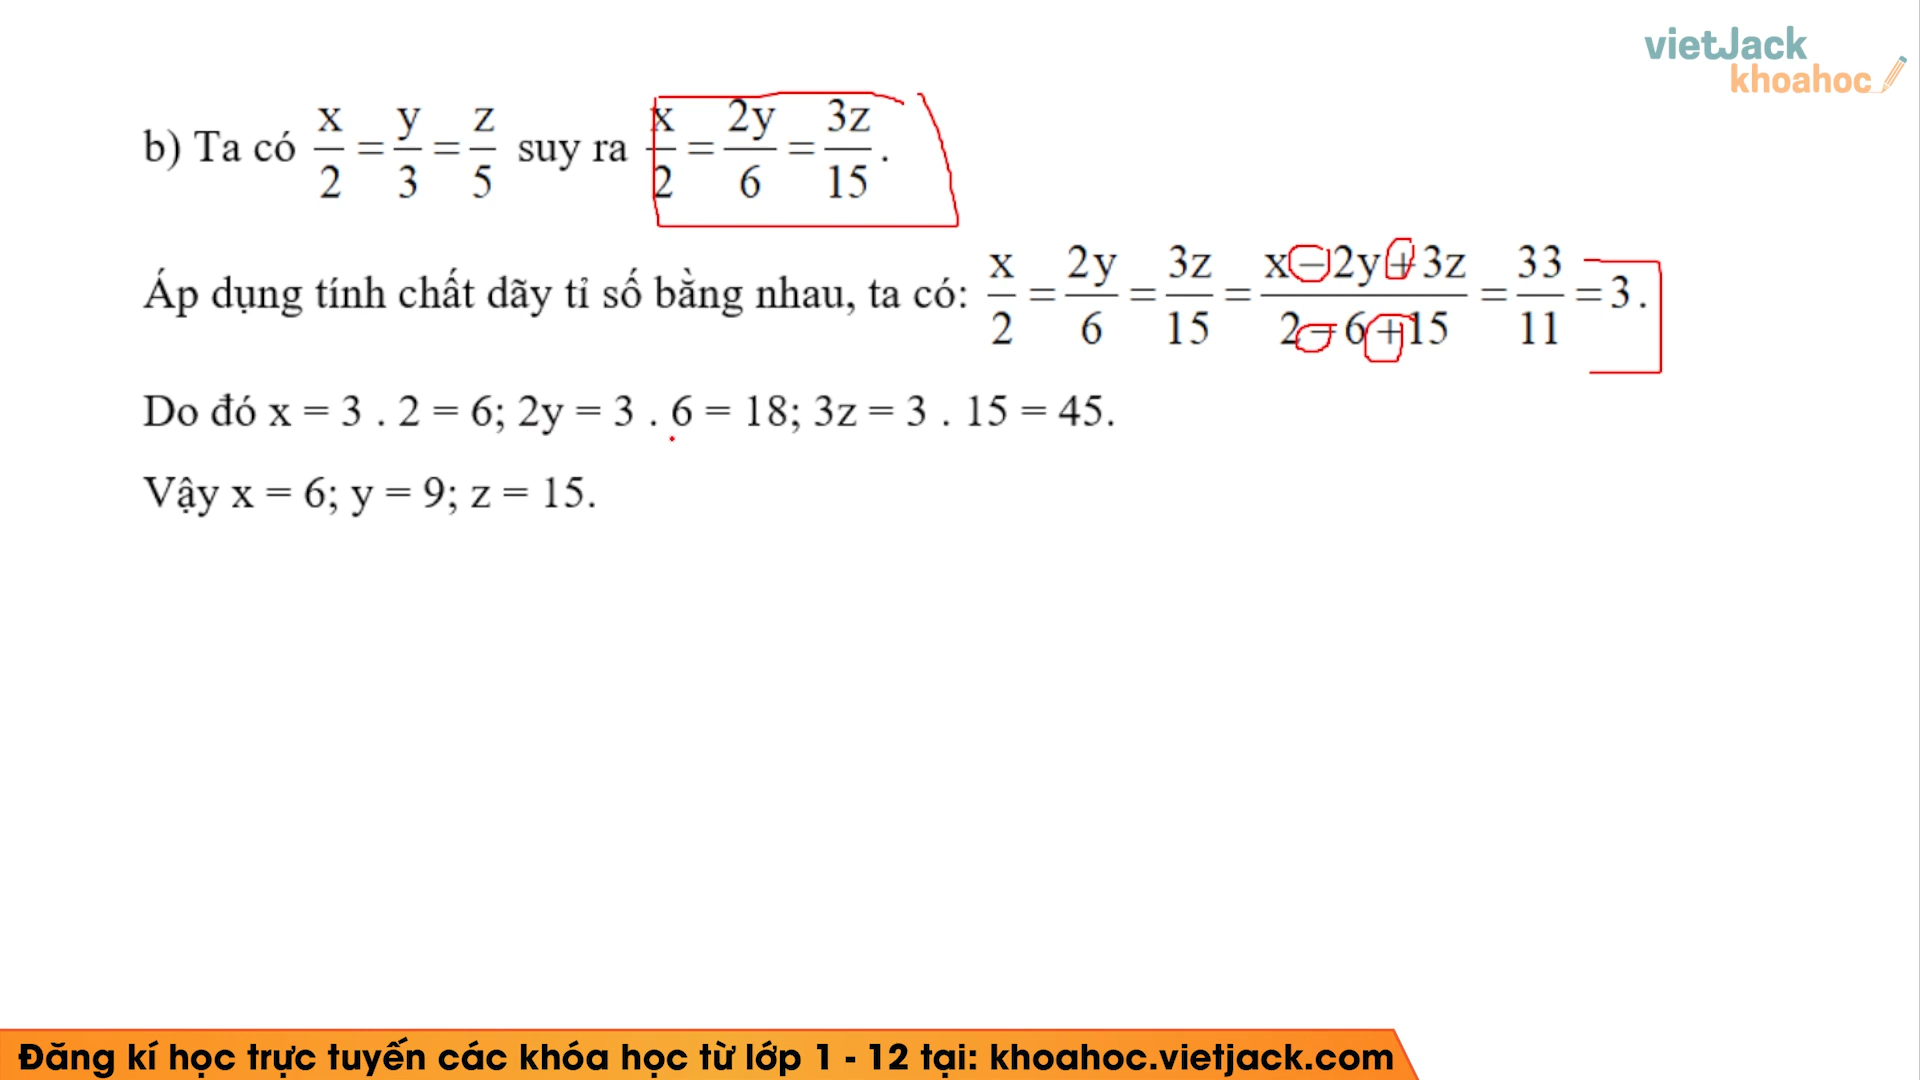 vietJack
khoahoc
b) Ta có x/2 = y/3 = z/5 suy ra x/2 = 2y/6 = 3z/15.
Áp dụng tính chất dãy tỉ số bằng nhau, ta có: x/2 = 2y/6 = 3z/15 = (x − 2y + 3z)/(2 − 6 + 15) = 33/11 = 3.
Do đó x = 3 . 2 = 6; 2y = 3 . 6 = 18; 3z = 3 . 15 = 45.
Vậy x = 6; y = 9; z = 15.
Đăng kí học trực tuyến các khóa học từ lớp 1 - 12 tại: khoahoc.vietjack.com